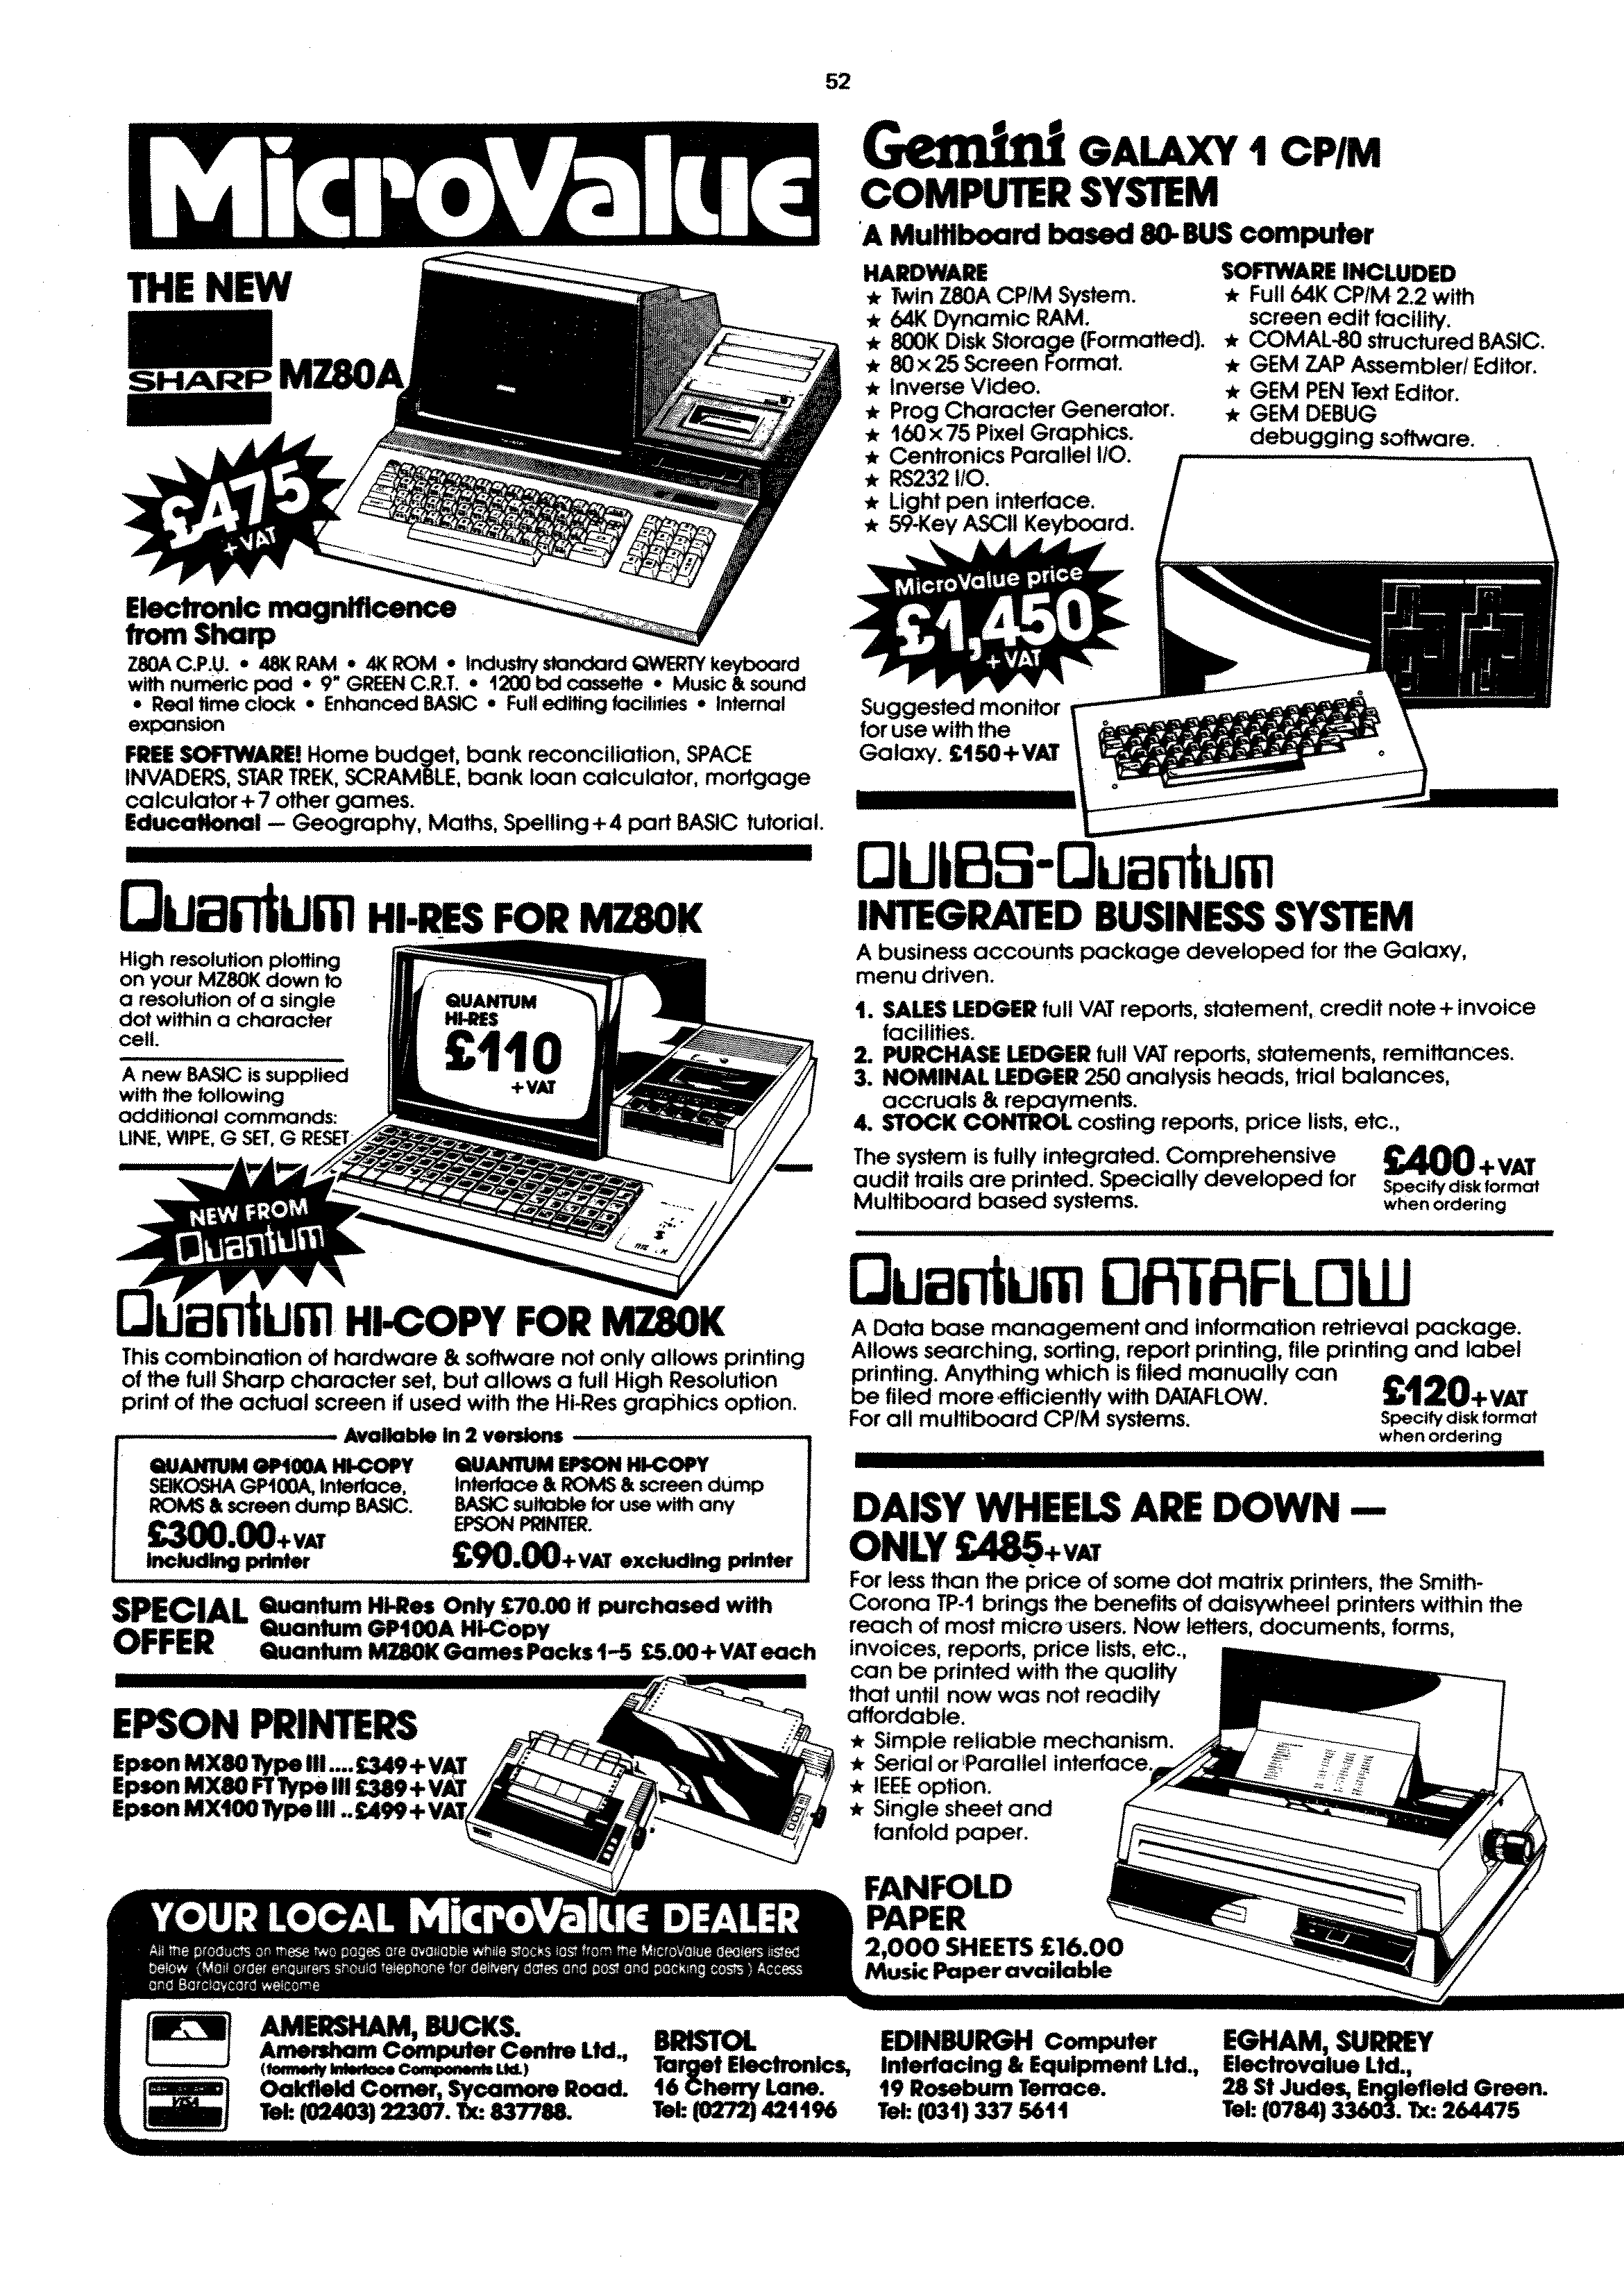 52
MicroValue
THE NEW
SHARP MZ80A
£475
+ VAT
Electronic magnificence
from Sharp
Z80A C.P.U. • 48K RAM • 4K ROM • Industry standard QWERTY keyboard
with numeric pad • 9" GREEN C.R.T. • 1200 bd cassette • Music & sound
• Real time clock • Enhanced BASIC • Full editing facilities • Internal
expansion
FREE SOFTWARE! Home budget, bank reconciliation, SPACE
INVADERS, STAR TREK, SCRAMBLE, bank loan calculator, mortgage
calculator + 7 other games.
Educational — Geography, Maths, Spelling + 4 part BASIC tutorial.
Quantum HI-RES FOR MZ80K
High resolution plotting
on your MZ80K down to
a resolution of a single
dot within a character
cell.
A new BASIC is supplied
with the following
additional commands:
LINE, WIPE, G SET, G RESET
QUANTUM
HI-RES
£110
+ VAT
NEW FROM
Quantum
Quantum HI-COPY FOR MZ80K
This combination of hardware & software not only allows printing
of the full Sharp character set, but allows a full High Resolution
print of the actual screen if used with the Hi-Res graphics option.
Available in 2 versions
QUANTUM GP100A HI-COPY
SEIKOSHA GP100A, Interface,
ROMS & screen dump BASIC.
£300.00+VAT
including printer
QUANTUM EPSON HI-COPY
Interface & ROMS & screen dump
BASIC suitable for use with any
EPSON PRINTER.
£90.00+VAT excluding printer
SPECIAL
OFFER
Quantum Hi-Res Only £70.00 if purchased with
Quantum GP100A Hi-Copy
Quantum MZ80K Games Packs 1-5 £5.00 + VAT each
EPSON PRINTERS
Epson MX80 Type III .... £349 + VAT
Epson MX80 FT Type III £389 + VAT
Epson MX100 Type III .. £499 + VAT
Gemini GALAXY 1 CP/M
COMPUTER SYSTEM
A Multiboard based 80-BUS computer
HARDWARE
★ Twin Z80A CP/M System.
★ 64K Dynamic RAM.
★ 800K Disk Storage (Formatted).
★ 80 x 25 Screen Format.
★ Inverse Video.
★ Prog Character Generator.
★ 160 x 75 Pixel Graphics.
★ Centronics Parallel I/O.
★ RS232 I/O.
★ Light pen interface.
★ 59-Key ASCII Keyboard.
SOFTWARE INCLUDED
★ Full 64K CP/M 2.2 with
screen edit facility.
★ COMAL-80 structured BASIC.
★ GEM ZAP Assembler/ Editor.
★ GEM PEN Text Editor.
★ GEM DEBUG
debugging software.
MicroValue price
£1,450
+ VAT
Suggested monitor
for use with the
Galaxy. £150 + VAT
QUIBS-Quantum
INTEGRATED BUSINESS SYSTEM
A business accounts package developed for the Galaxy,
menu driven.
1. SALES LEDGER full VAT reports, statement, credit note + invoice
facilities.
2. PURCHASE LEDGER full VAT reports, statements, remittances.
3. NOMINAL LEDGER 250 analysis heads, trial balances,
accruals & repayments.
4. STOCK CONTROL costing reports, price lists, etc.,
The system is fully integrated. Comprehensive
audit trails are printed. Specially developed for
Multiboard based systems.
£400 + VAT
Specify disk format
when ordering
Quantum DATAFLOW
A Data base management and information retrieval package.
Allows searching, sorting, report printing, file printing and label
printing. Anything which is filed manually can
be filed more efficiently with DATAFLOW.
For all multiboard CP/M systems.
£120 + VAT
Specify disk format
when ordering
DAISY WHEELS ARE DOWN —
ONLY £485+VAT
For less than the price of some dot matrix printers, the Smith-
Corona TP-1 brings the benefits of daisywheel printers within the
reach of most micro users. Now letters, documents, forms,
invoices, reports, price lists, etc.,
can be printed with the quality
that until now was not readily
affordable.
★ Simple reliable mechanism.
★ Serial or Parallel interface.
★ IEEE option.
★ Single sheet and
fanfold paper.
FANFOLD
PAPER
2,000 SHEETS £16.00
Music Paper available
YOUR LOCAL MicroValue DEALER
All the products on these two pages are available while stocks last from the MicroValue dealers listed
below (Mail order enquirers should telephone for delivery dates and post and packing costs) Access
and Barclaycard welcome
VISA
AMERSHAM, BUCKS.
Amersham Computer Centre Ltd.,
(formerly Interface Components Ltd.)
Oakfield Corner, Sycamore Road.
Tel: (02403) 22307. Tx: 837788.
BRISTOL
Target Electronics,
16 Cherry Lane.
Tel: (0272) 421196
EDINBURGH Computer
Interfacing & Equipment Ltd.,
19 Roseburn Terrace.
Tel: (031) 337 5611
EGHAM, SURREY
Electrovalue Ltd.,
28 St Judes, Englefield Green.
Tel: (0784) 33603. Tx: 264475